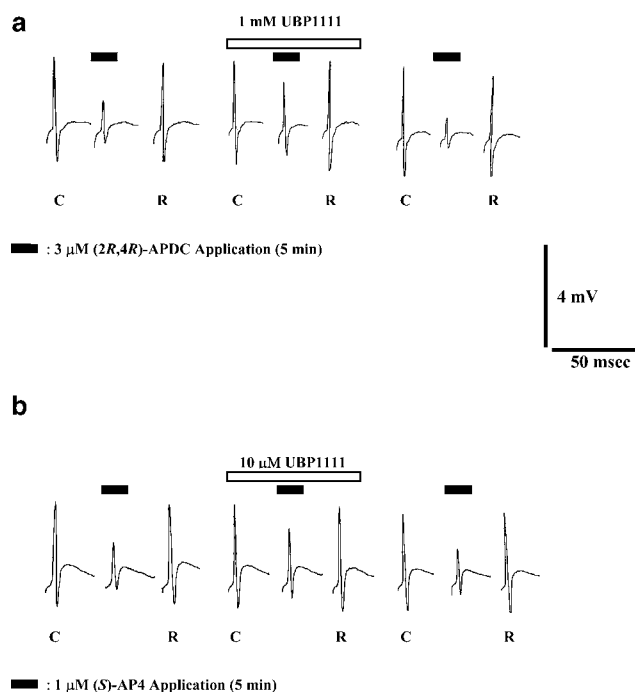 a
1 mM UBP1111
C R C R C R
: 3 µM (2R,4R)-APDC Application (5 min)
4 mV
50 msec
b
10 µM UBP1111
C R C R C R
: 1 µM (S)-AP4 Application (5 min)